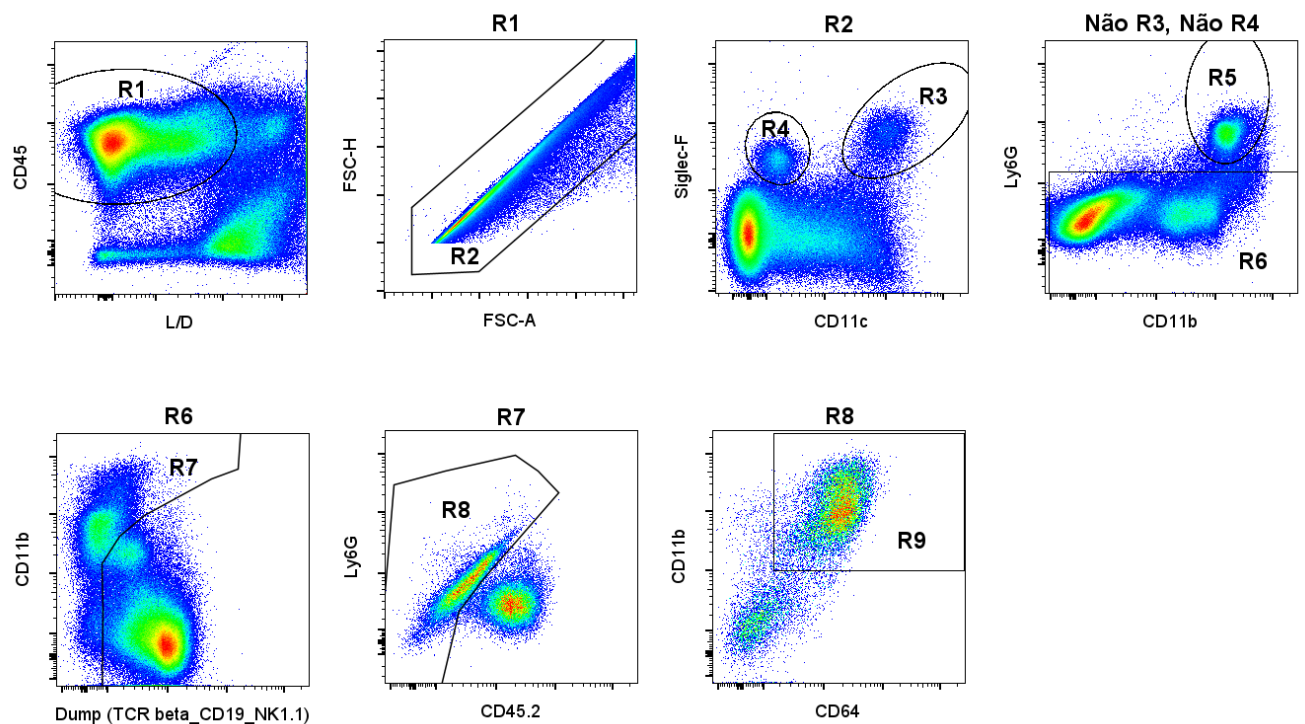 R1
R2
Não R3, Não R4
R1
R2
R3
R4
R5
R6
CD45
FSC-H
Siglec-F
Ly6G
L/D
FSC-A
CD11c
CD11b
R6
R7
R8
R7
R8
R9
CD11b
Ly6G
CD11b
Dump (TCR beta_CD19_NK1.1)
CD45.2
CD64